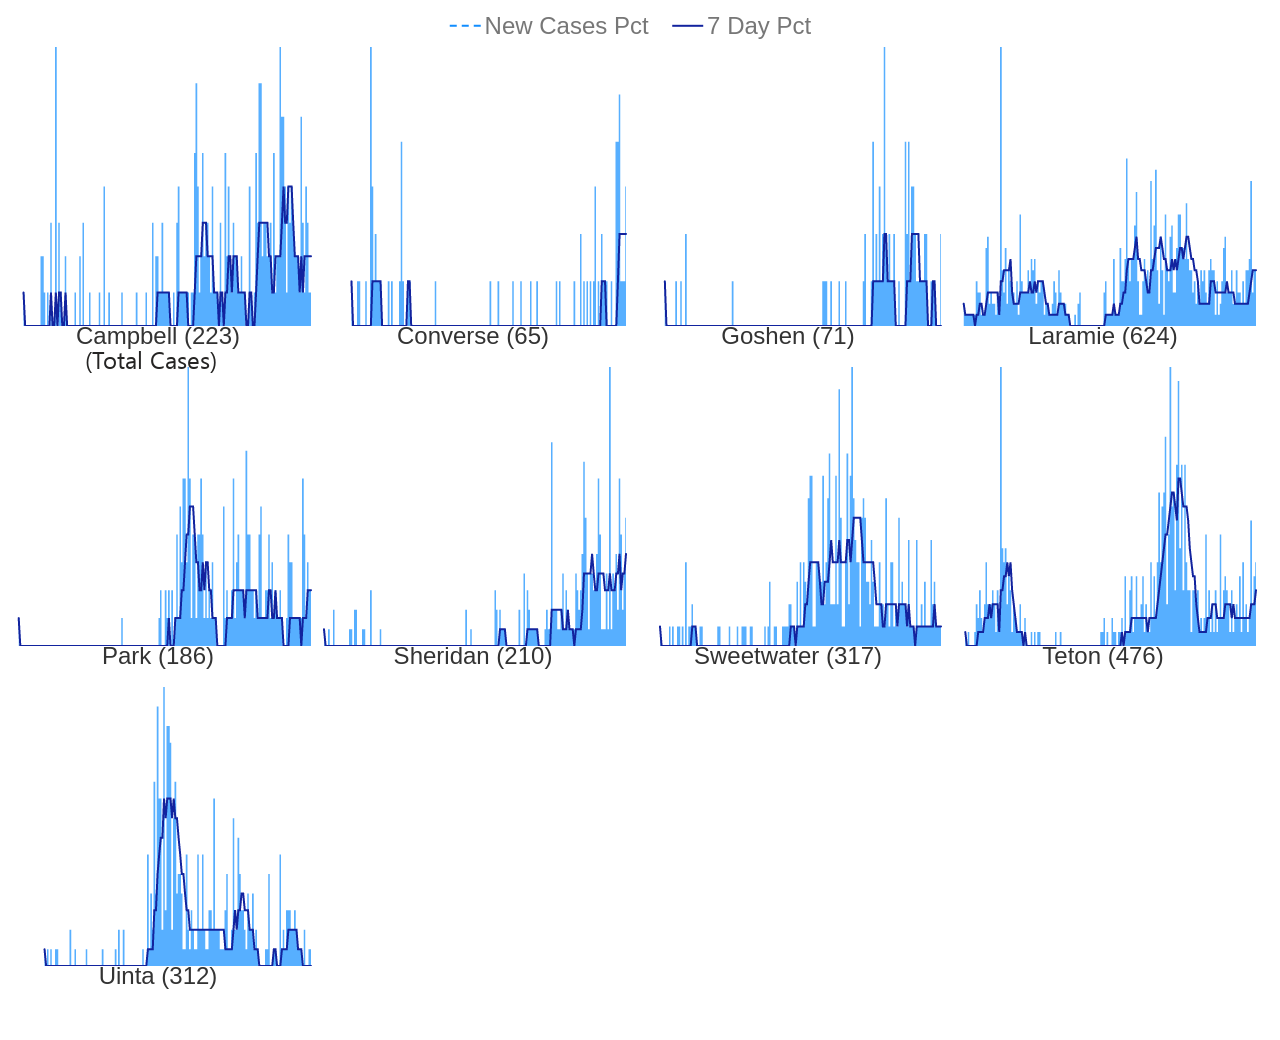 New Cases Pct 7 Day Pct
Campbell (223) Converse (65) Goshen (71) Laramie (624)
(Total Cases)
Park (186) Sheridan (210) Sweetwater (317) Teton (476)
Uinta (312)